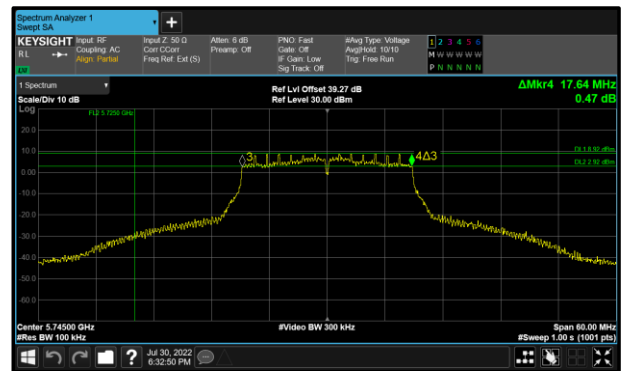 Spectrum Analyzer 1
Swept SA
+
KEYSIGHT Input: RF Input Z: 50 Ω Atten: 6 dB PNO: Fast #Avg Type: Voltage 1 2 3 4 5 6
RL Coupling: AC Corr CCorr Preamp: Off Gate: Off Avg|Hold: 10/10 M W W W W W
Align: Partial Freq Ref: Ext (S) IF Gain: Low Trig: Free Run P N N N N N
Sig Track: Off
1 Spectrum Ref Lvl Offset 39.27 dB ΔMkr4 17.64 MHz
Scale/Div 10 dB Ref Level 30.00 dBm 0.47 dB
Log FL2 5.7250 GHz
20.0
10.0
DL1 8.92 dBm
3 4Δ3
DL2 2.92 dBm
0.00
-10.0
-20.0
-30.0
-40.0
-50.0
-60.0
Center 5.74500 GHz #Video BW 300 kHz Span 60.00 MHz
#Res BW 100 kHz #Sweep 1.00 s (1001 pts)
? Jul 30, 2022
6:32:50 PM